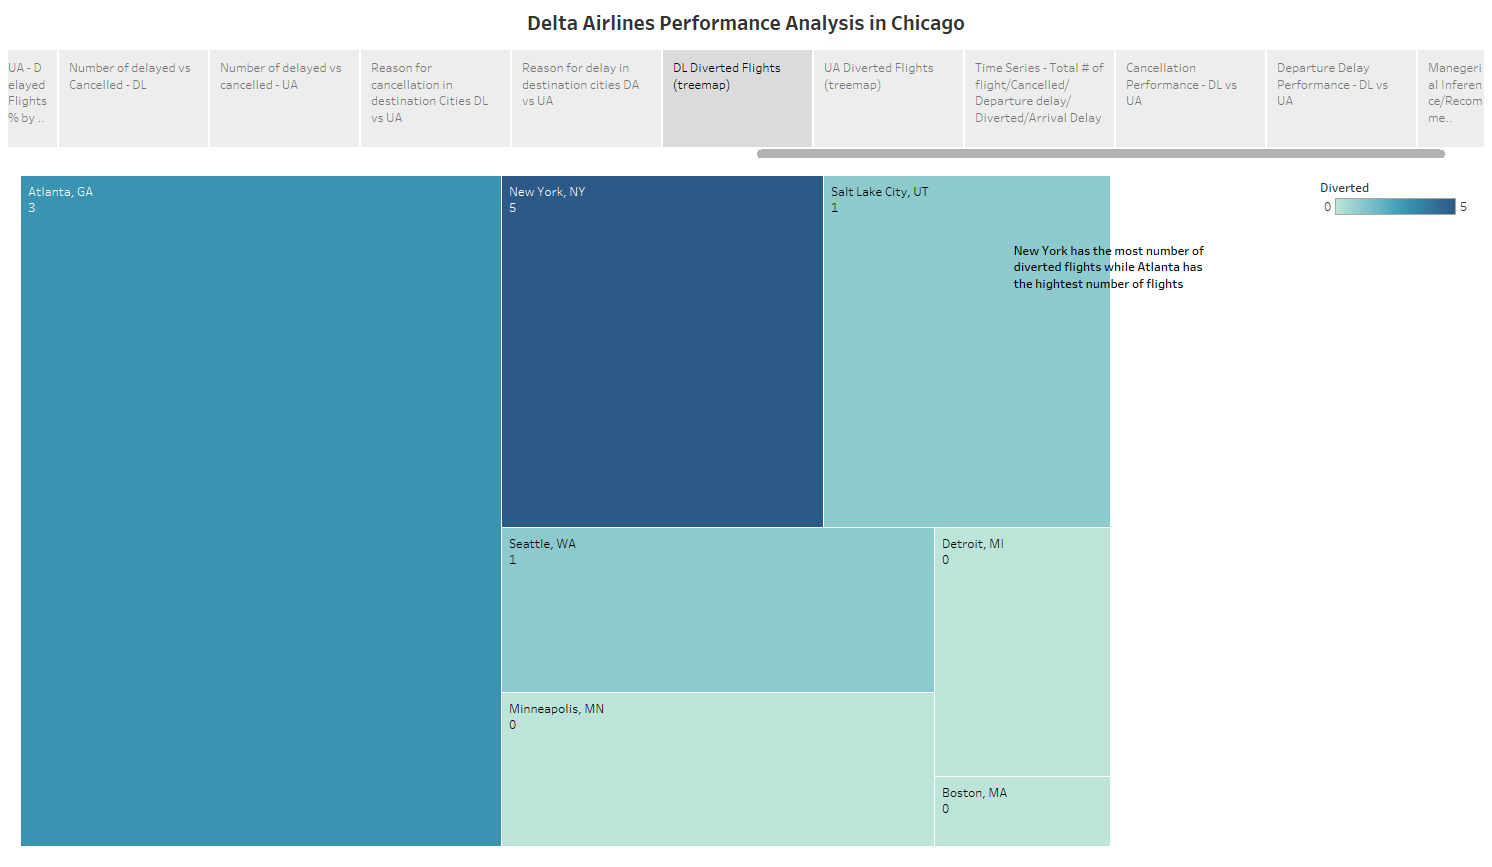 Delta Airlines Performance Analysis in Chicago
UA - D
elayed
Flights
% by ..
Number of delayed vs
Cancelled - DL
Number of delayed vs
cancelled - UA
Reason for
cancellation in
destination Cities DL
vs UA
Reason for delay in
destination cities DA
vs UA
DL Diverted Flights
(treemap)
UA Diverted Flights
(treemap)
Time Series - Total # of
flight/Cancelled/
Departure delay/
Diverted/Arrival Delay
Cancellation
Performance - DL vs
UA
Departure Delay
Performance - DL vs
UA
Manegeri
al Inferen
ce/Recom
me..
Atlanta, GA
3
New York, NY
5
Salt Lake City, UT
1
New York has the most number of
diverted flights while Atlanta has
the hightest number of flights
Diverted
0 5
Seattle, WA
1
Detroit, MI
0
Minneapolis, MN
0
Boston, MA
0